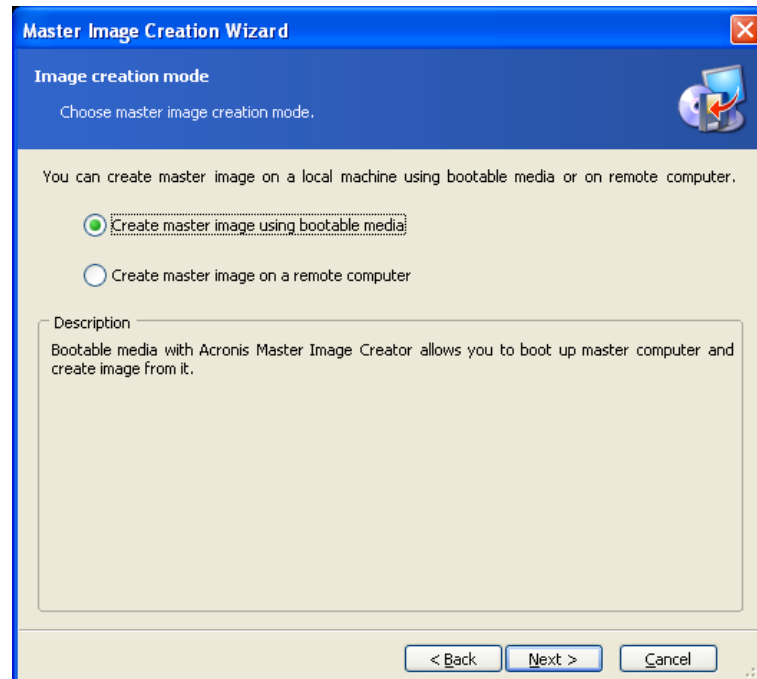 Master Image Creation Wizard
Image creation mode
Choose master image creation mode.
You can create master image on a local machine using bootable media or on remote computer.
Create master image using bootable media
Create master image on a remote computer
Description
Bootable media with Acronis Master Image Creator allows you to boot up master computer and
create image from it.
< Back
Next >
Cancel